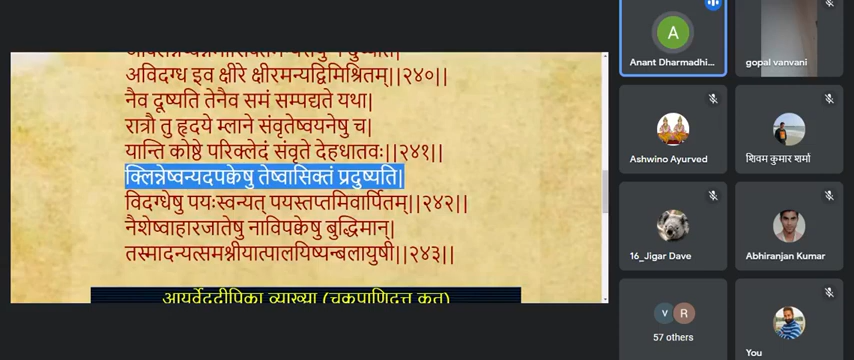 अविदग्ध इव क्षीरे क्षीरमन्यद्विमिश्रितम्||२४०||
नैव दूष्यति तेनैव समं सम्पद्यते यथा|
रात्रौ तु हृदये म्लाने संवृतेष्वयनेषु च|
यान्ति कोष्ठे परिक्लेदं संवृते देहधातवः||२४१||
क्लिन्नेष्वन्यदपक्वेषु तेष्वासिक्तं प्रदुष्यति|
विदग्धेषु पयःस्वन्यत् पयस्तप्तमिवार्पितम्||२४२||
नैशेष्वाहारजातेषु नाविपक्वेषु बुद्धिमान्|
तस्मादन्यत्समश्नीयात्पालयिष्यन्बलायुषी||२४३||
आयुर्वेददीपिका व्याख्या (चक्रपाणिदत्त कृत)
A
Anant Dharmadhi...
gopal vanvani
Ashwino Ayurved
शिवम कुमार शर्मा
16_Jigar Dave
Abhiranjan Kumar
V R
57 others
You